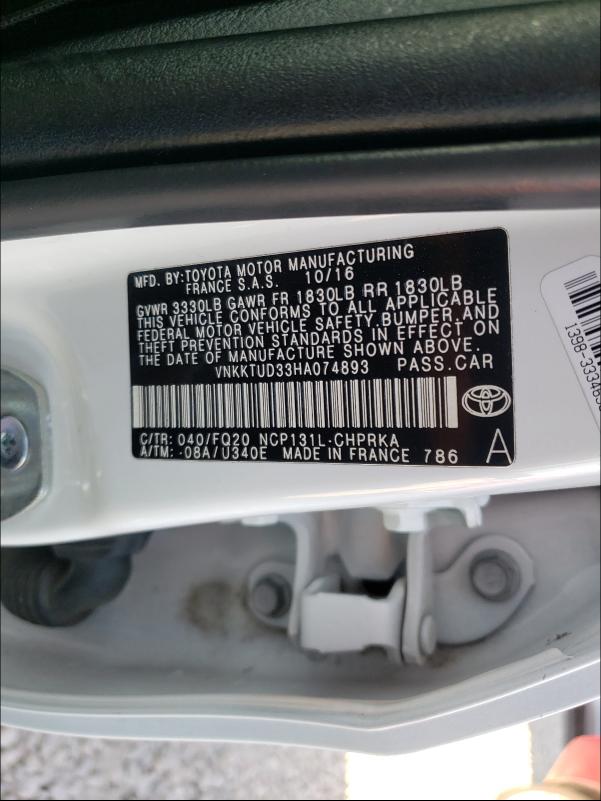 MFD. BY: TOYOTA MOTOR MANUFACTURING
FRANCE S.A.S. 10/16
GVWR 3330LB GAWR FR 1830LB RR 1830LB
THIS VEHICLE CONFORMS TO ALL APPLICABLE
FEDERAL MOTOR VEHICLE SAFETY, BUMPER AND
THEFT PREVENTION STANDARDS IN EFFECT ON
THE DATE OF MANUFACTURE SHOWN ABOVE.
VNKKTUD33HA074893 PASS.CAR
C/TR: 040/FQ20 NCP131L-CHPRKA
A/TM: -08A/U340E MADE IN FRANCE 786 A